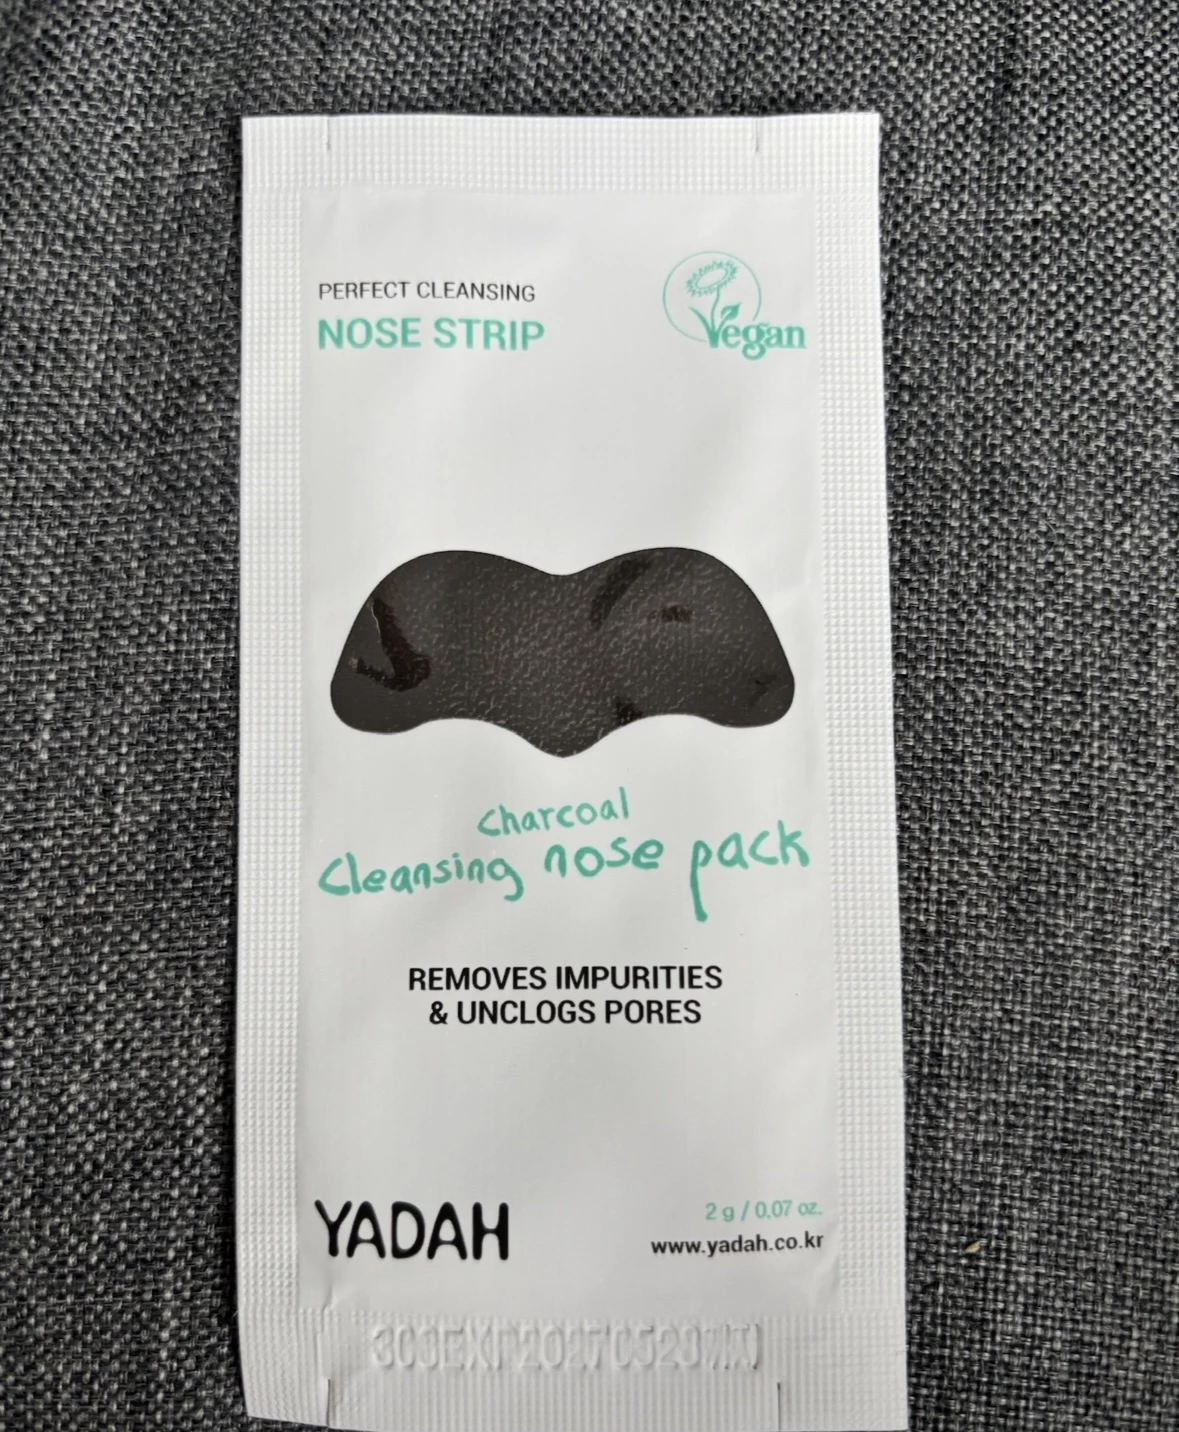 PERFECT CLEANSING
NOSE STRIP
Vegan
charcoal
cleansing nose pack
REMOVES IMPURITIES
& UNCLOGS PORES
YADAH
2 g / 0.07 oz.
www.yadah.co.kr